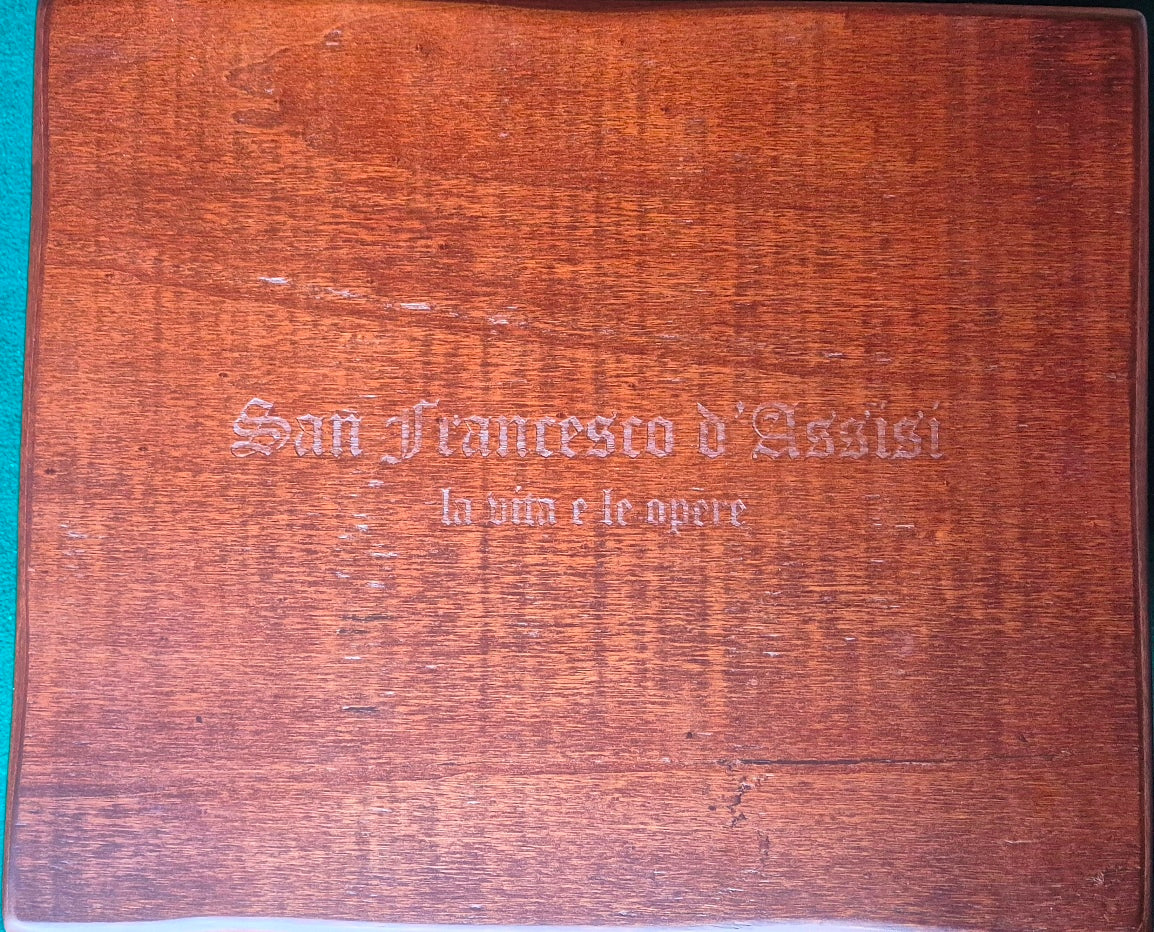 San Francesco d'Assisi
la vita e le opere